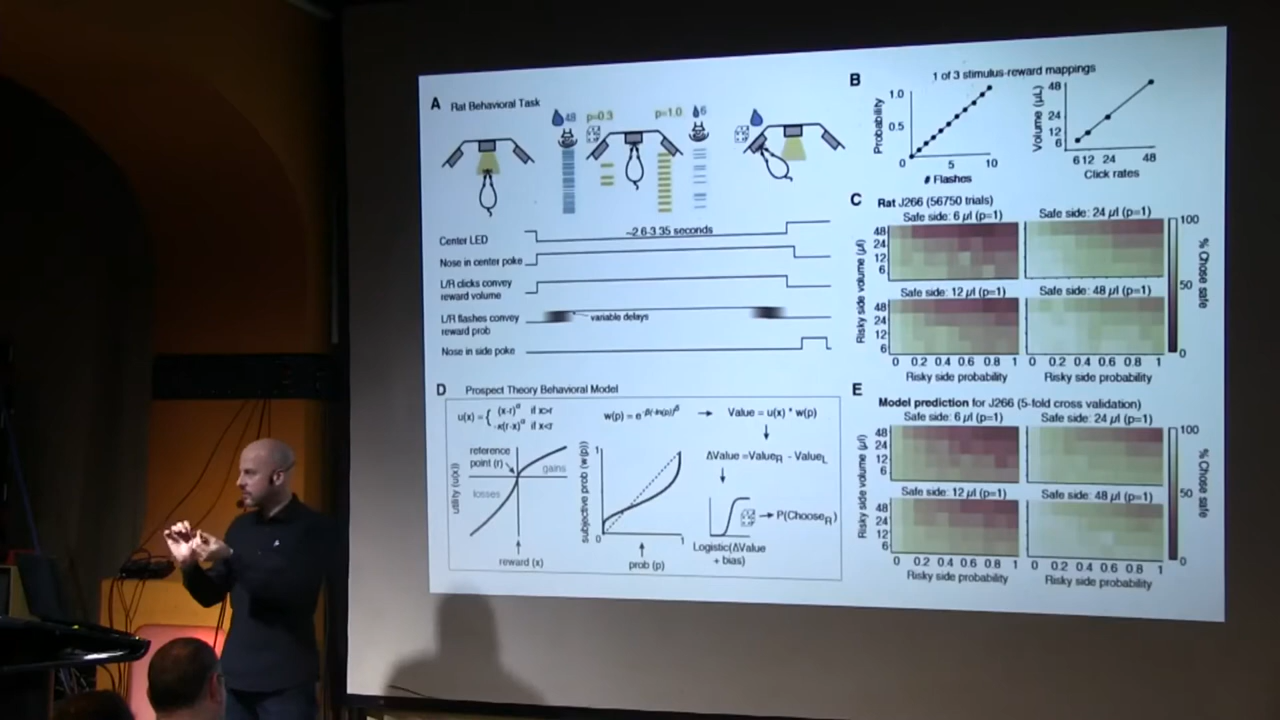 A Rat Behavioral Task
48 p=0.3 p=1.0 6
Center LED
~2.6-3.35 seconds
Nose in center poke
L/R clicks convey
reward volume
L/R flashes convey
reward prob
variable delays
Nose in side poke
B 1 of 3 stimulus-reward mappings
Probability
1.0
0.5
0
5 10
# Flashes
Volume (µL)
48
24
12
6
6 12 24 48
Click rates
C Rat J266 (56750 trials)
Safe side: 6 µl (p=1) Safe side: 24 µl (p=1)
48
24
12
6
Safe side: 12 µl (p=1) Safe side: 48 µl (p=1)
48
24
12
6
Risky side volume (µl)
0 0.2 0.4 0.6 0.8 1 0 0.2 0.4 0.6 0.8 1
Risky side probability Risky side probability
100
50
0
% Chose safe
D Prospect Theory Behavioral Model
u(x)={ (x-r)^α if x>r
-κ(r-x)^α if x<r
w(p) = e^-β(-ln(p))^δ → Value = u(x) * w(p)
ΔValue =Value_R - Value_L
utility (u(x))
reference
point (r)
gains
losses
reward (x)
subjective prob (w(p))
1
0
1
prob (p)
P(Choose_R)
Logistic(ΔValue
+ bias)
E Model prediction for J266 (5-fold cross validation)
Safe side: 6 µl (p=1) Safe side: 24 µl (p=1)
48
24
12
6
Safe side: 12 µl (p=1) Safe side: 48 µl (p=1)
48
24
12
6
Risky side volume (µl)
0 0.2 0.4 0.6 0.8 1 0 0.2 0.4 0.6 0.8 1
Risky side probability Risky side probability
100
50
0
% Chose safe